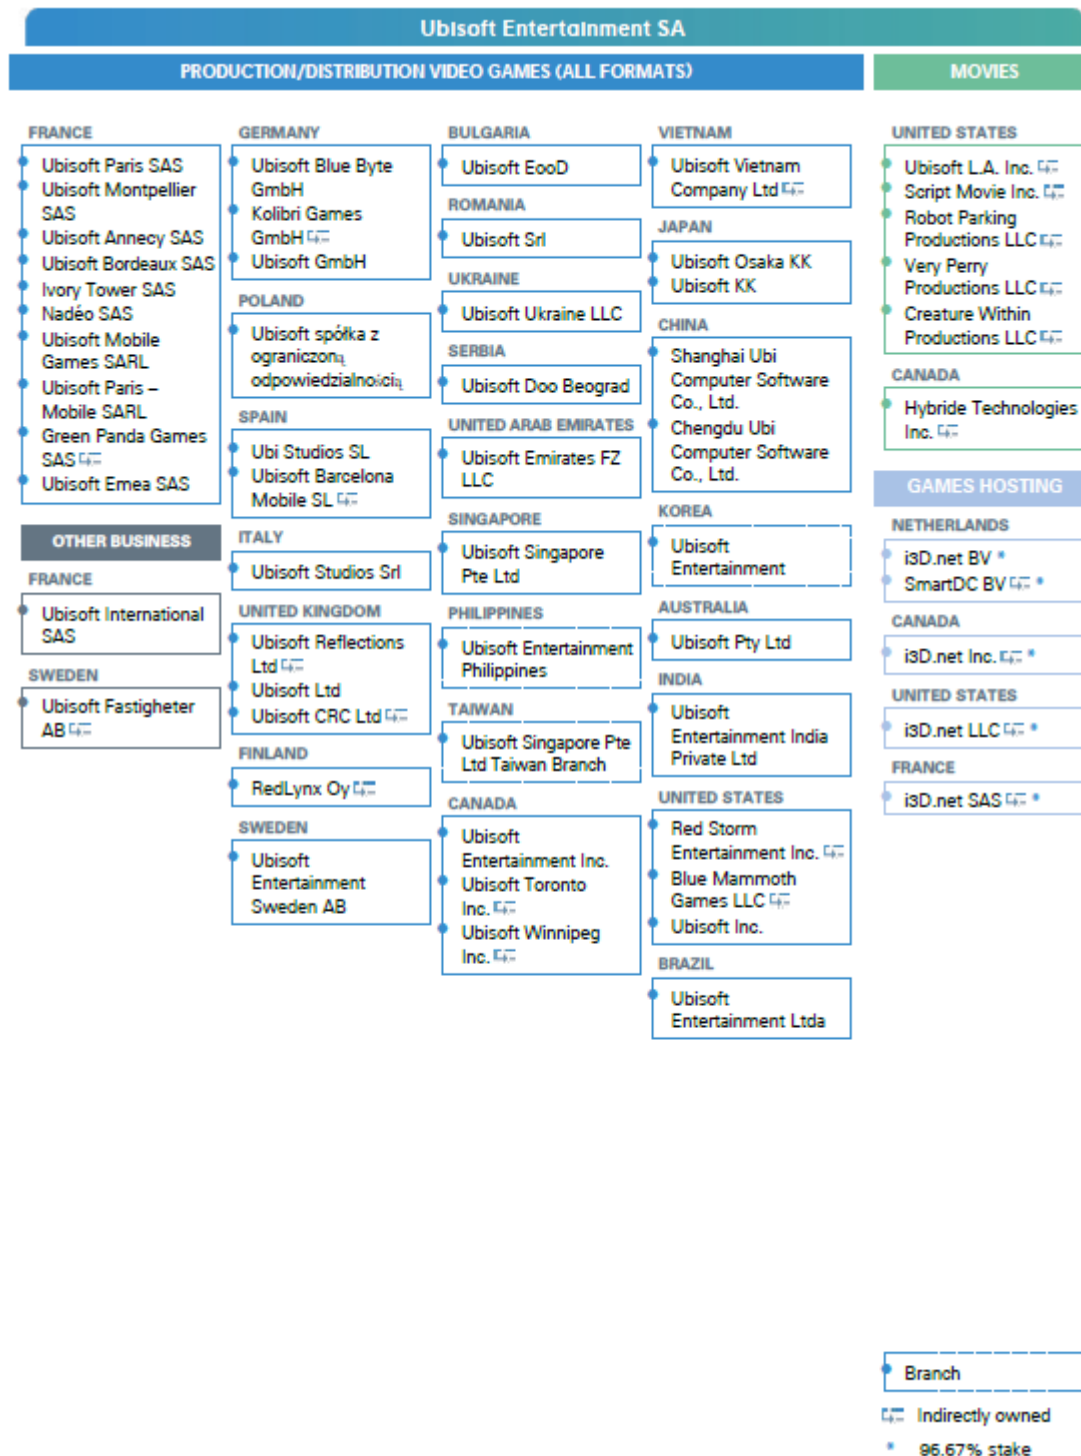 Ubisoft Entertainment SA
PRODUCTION/DISTRIBUTION VIDEO GAMES (ALL FORMATS)
FRANCE
Ubisoft Paris SAS
Ubisoft Montpellier
SAS
Ubisoft Annecy SAS
Ubisoft Bordeaux SAS
Ivory Tower SAS
Nadéo SAS
Ubisoft Mobile
Games SARL
Ubisoft Paris –
Mobile SARL
Green Panda Games
SAS
Ubisoft Emea SAS
OTHER BUSINESS
FRANCE
Ubisoft International
SAS
SWEDEN
Ubisoft Fastigheter
AB
GERMANY
Ubisoft Blue Byte
GmbH
Kolibri Games
GmbH
Ubisoft GmbH
POLAND
Ubisoft spółka z
ograniczoną
odpowiedzialnością
SPAIN
Ubi Studios SL
Ubisoft Barcelona
Mobile SL
ITALY
Ubisoft Studios Srl
UNITED KINGDOM
Ubisoft Reflections
Ltd
Ubisoft Ltd
Ubisoft CRC Ltd
FINLAND
RedLynx Oy
SWEDEN
Ubisoft
Entertainment
Sweden AB
BULGARIA
Ubisoft EooD
ROMANIA
Ubisoft Srl
UKRAINE
Ubisoft Ukraine LLC
SERBIA
Ubisoft Doo Beograd
UNITED ARAB EMIRATES
Ubisoft Emirates FZ
LLC
SINGAPORE
Ubisoft Singapore
Pte Ltd
PHILIPPINES
Ubisoft Entertainment
Philippines
TAIWAN
Ubisoft Singapore Pte
Ltd Taiwan Branch
CANADA
Ubisoft
Entertainment Inc.
Ubisoft Toronto
Inc.
Ubisoft Winnipeg
Inc.
VIETNAM
Ubisoft Vietnam
Company Ltd
JAPAN
Ubisoft Osaka KK
Ubisoft KK
CHINA
Shanghai Ubi
Computer Software
Co., Ltd.
Chengdu Ubi
Computer Software
Co., Ltd.
KOREA
Ubisoft
Entertainment
AUSTRALIA
Ubisoft Pty Ltd
INDIA
Ubisoft
Entertainment India
Private Ltd
UNITED STATES
Red Storm
Entertainment Inc.
Blue Mammoth
Games LLC
Ubisoft Inc.
BRAZIL
Ubisoft
Entertainment Ltda
MOVIES
UNITED STATES
Ubisoft L.A. Inc.
Script Movie Inc.
Robot Parking
Productions LLC
Very Perry
Productions LLC
Creature Within
Productions LLC
CANADA
Hybride Technologies
Inc.
GAMES HOSTING
NETHERLANDS
i3D.net BV *
SmartDC BV *
CANADA
i3D.net Inc. *
UNITED STATES
i3D.net LLC *
FRANCE
i3D.net SAS *
Branch
Indirectly owned
* 96.67% stake